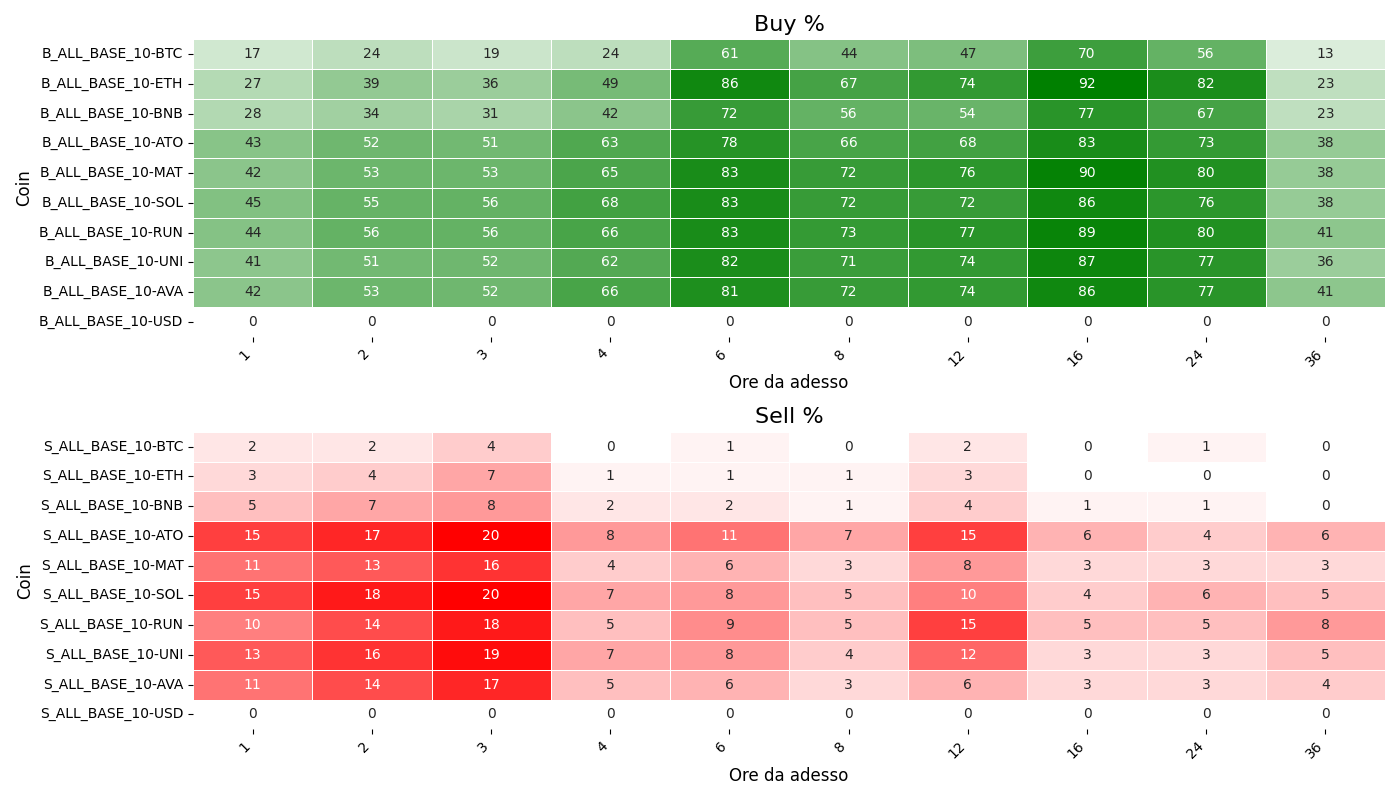 Buy %
Coin
B_ALL_BASE_10-BTC 17 24 19 24 61 44 47 70 56 13
B_ALL_BASE_10-ETH 27 39 36 49 86 67 74 92 82 23
B_ALL_BASE_10-BNB 28 34 31 42 72 56 54 77 67 23
B_ALL_BASE_10-ATO 43 52 51 63 78 66 68 83 73 38
B_ALL_BASE_10-MAT 42 53 53 65 83 72 76 90 80 38
B_ALL_BASE_10-SOL 45 55 56 68 83 72 72 86 76 38
B_ALL_BASE_10-RUN 44 56 56 66 83 73 77 89 80 41
B_ALL_BASE_10-UNI 41 51 52 62 82 71 74 87 77 36
B_ALL_BASE_10-AVA 42 53 52 66 81 72 74 86 77 41
B_ALL_BASE_10-USD 0 0 0 0 0 0 0 0 0 0
1 2 3 4 6 8 12 16 24 36
Ore da adesso
Sell %
Coin
S_ALL_BASE_10-BTC 2 2 4 0 1 0 2 0 1 0
S_ALL_BASE_10-ETH 3 4 7 1 1 1 3 0 0 0
S_ALL_BASE_10-BNB 5 7 8 2 2 1 4 1 1 0
S_ALL_BASE_10-ATO 15 17 20 8 11 7 15 6 4 6
S_ALL_BASE_10-MAT 11 13 16 4 6 3 8 3 3 3
S_ALL_BASE_10-SOL 15 18 20 7 8 5 10 4 6 5
S_ALL_BASE_10-RUN 10 14 18 5 9 5 15 5 5 8
S_ALL_BASE_10-UNI 13 16 19 7 8 4 12 3 3 5
S_ALL_BASE_10-AVA 11 14 17 5 6 3 6 3 3 4
S_ALL_BASE_10-USD 0 0 0 0 0 0 0 0 0 0
1 2 3 4 6 8 12 16 24 36
Ore da adesso